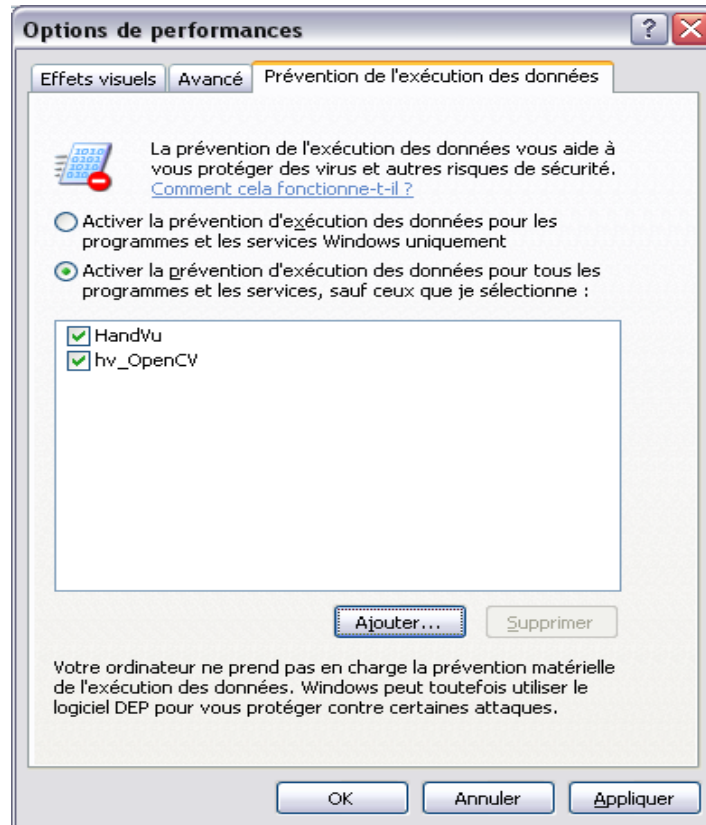 Options de performances
Effets visuels Avancé Prévention de l'exécution des données
La prévention de l'exécution des données vous aide à
vous protéger des virus et autres risques de sécurité.
Comment cela fonctionne-t-il ?
Activer la prévention d'exécution des données pour les
programmes et les services Windows uniquement
Activer la prévention d'exécution des données pour tous les
programmes et les services, sauf ceux que je sélectionne :
HandVu
hv_OpenCV
Ajouter... Supprimer
Votre ordinateur ne prend pas en charge la prévention matérielle
de l'exécution des données. Windows peut toutefois utiliser le
logiciel DEP pour vous protéger contre certaines attaques.
OK Annuler Appliquer